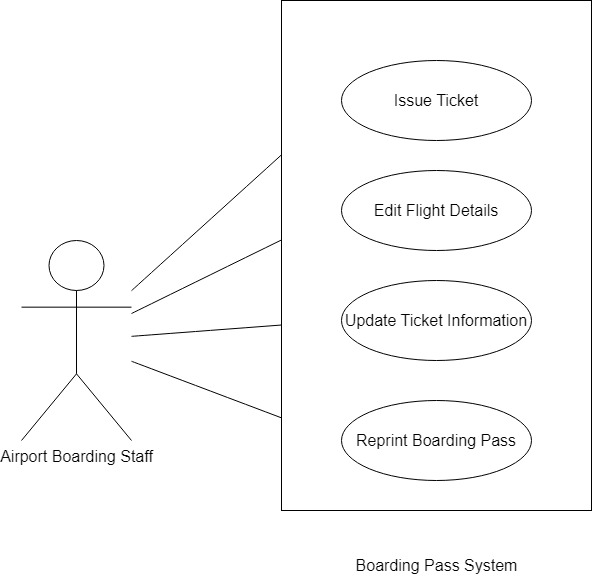 Issue Ticket
Edit Flight Details
Update Ticket Information
Reprint Boarding Pass
Airport Boarding Staff
Boarding Pass System